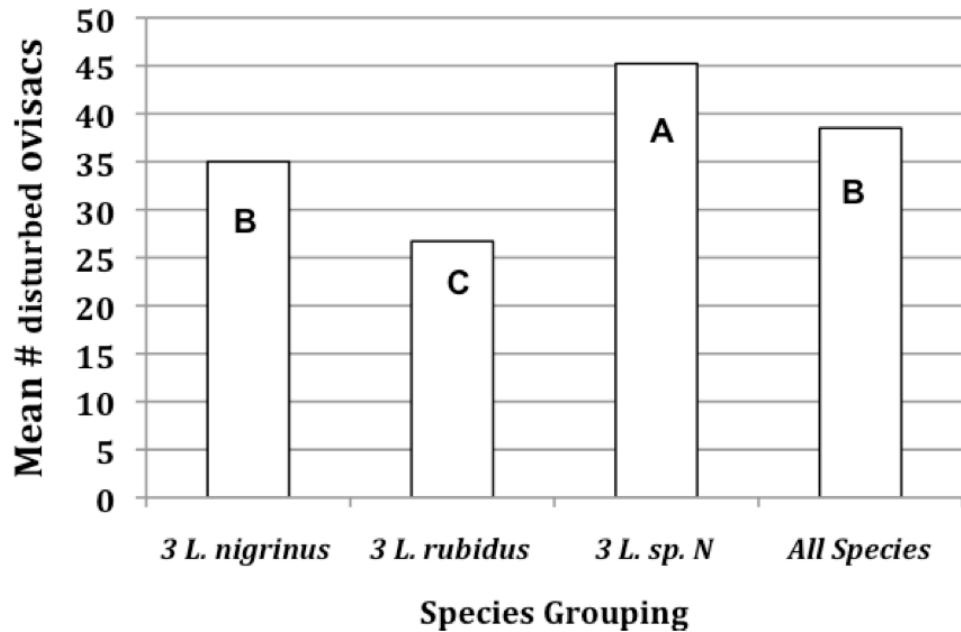 Mean # disturbed ovisacs
50
45
40
35
30
25
20
15
10
5
0
B
C
A
B
3 L. nigrinus
3 L. rubidus
3 L. sp. N
All Species
Species Grouping